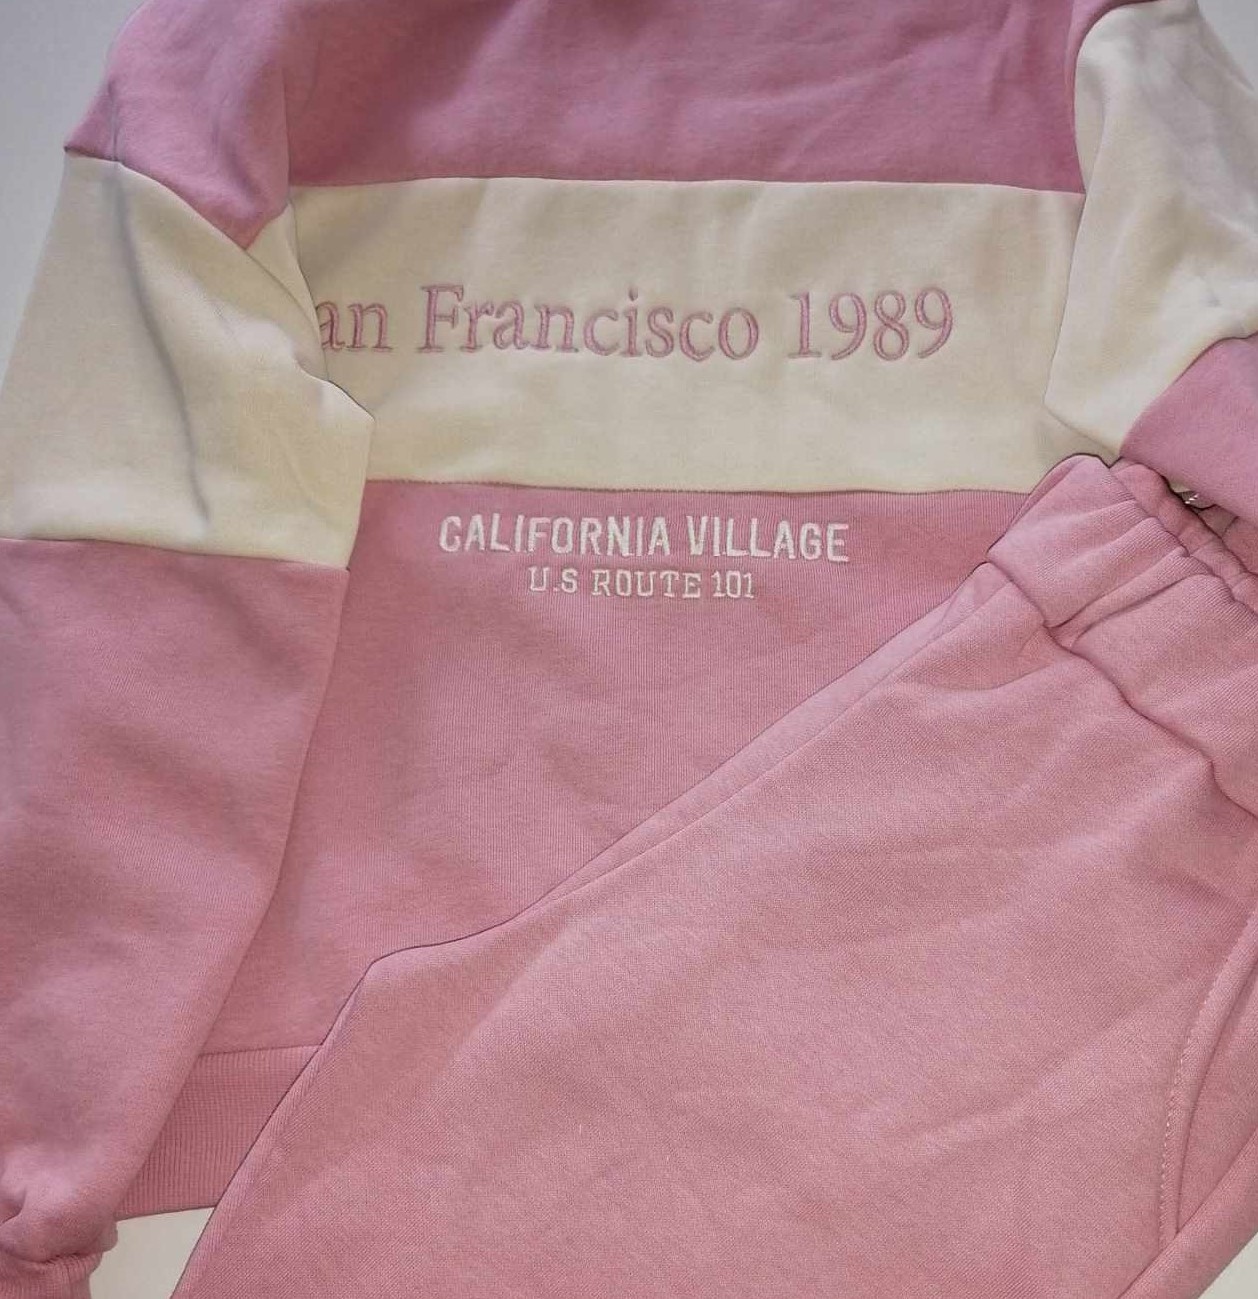 an Francisco 1989
CALIFORNIA VILLAGE
U.S ROUTE 101